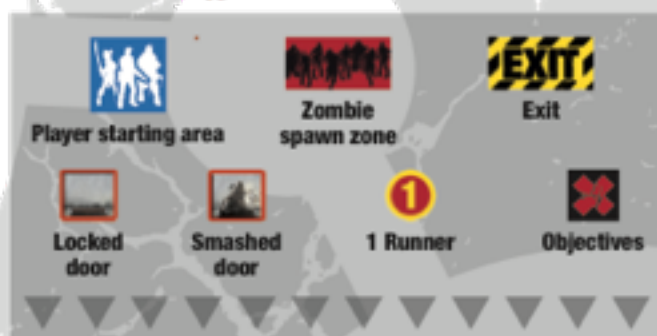 EXIT
Player starting area
Zombie
spawn zone
Exit
1
Locked
door
Smashed
door
1 Runner
Objectives